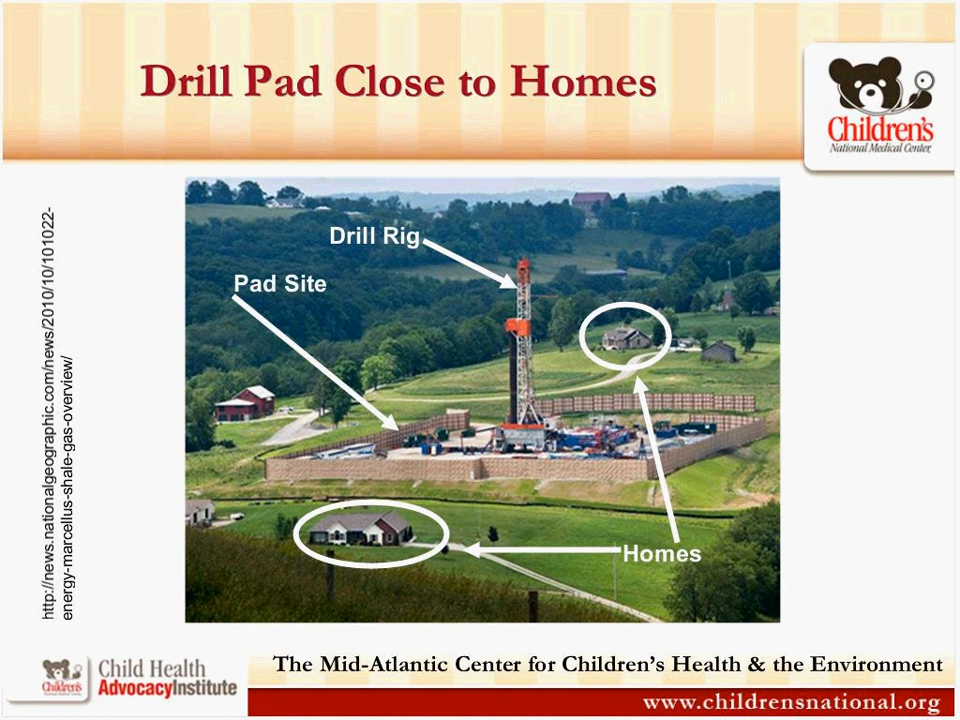 Drill Pad Close to Homes
Children's
National Medical Center
http://news.nationalgeographic.com/news/2010/10/101022-
energy-marcellus-shale-gas-overview/
Drill Rig
Pad Site
Homes
Children's
Child Health
AdvocacyInstitute
The Mid-Atlantic Center for Children's Health & the Environment
www.childrensnational.org